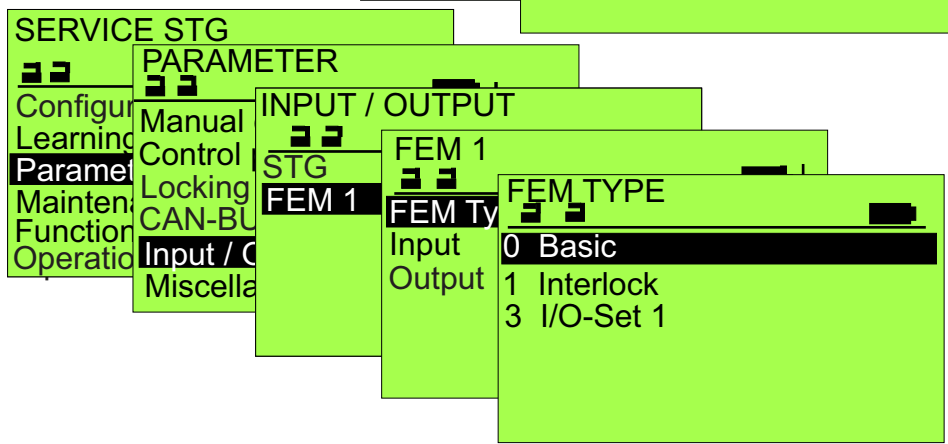 SERVICE STG
Configur
Learning
Paramet
Mainten
Function
Operatio
PARAMETER
Manual
Control
Locking
CAN-BU
Input / O
Miscella
INPUT / OUTPUT
STG
FEM 1
FEM 1
FEM Ty
Input
Output
FEM TYPE
0 Basic
1 Interlock
3 I/O-Set 1